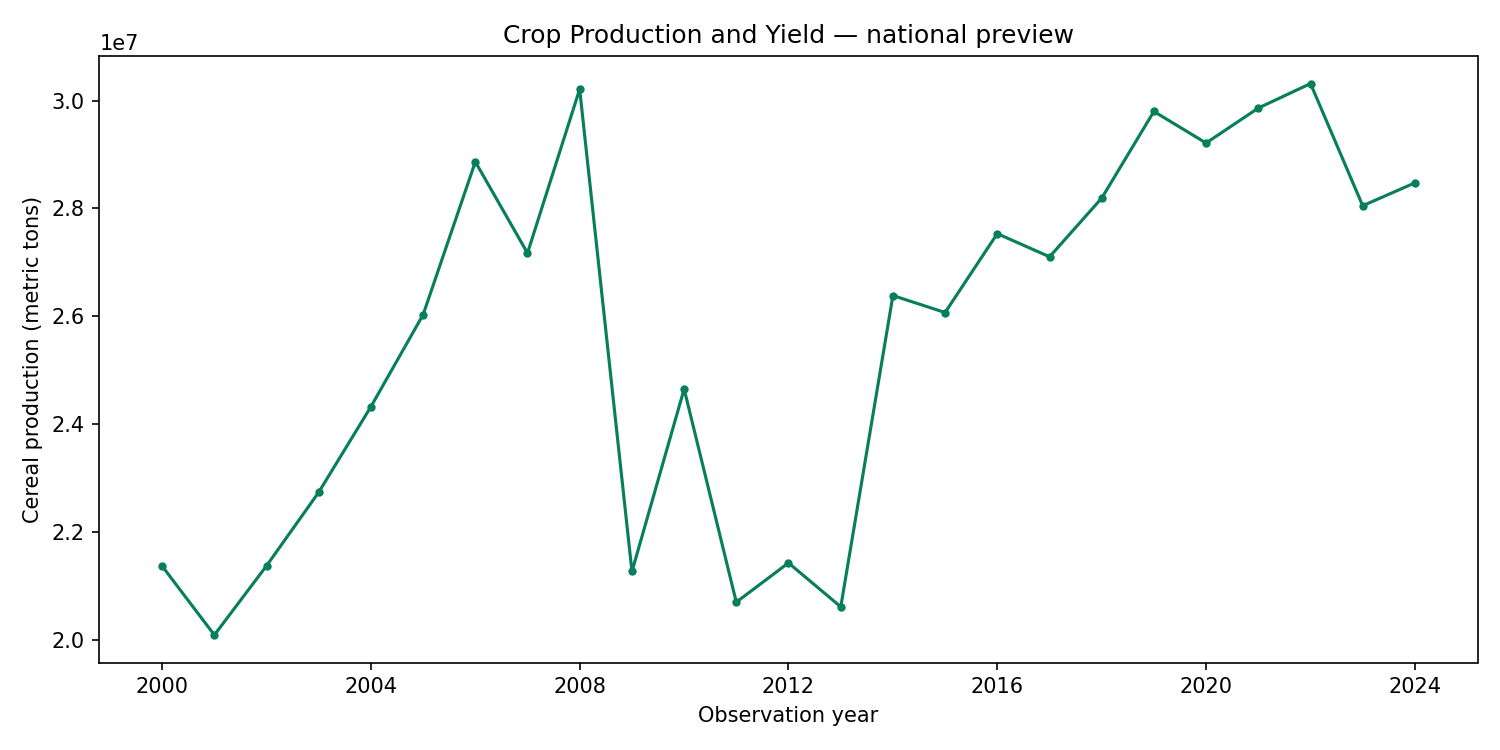 Crop Production and Yield — national preview
1e7
3.0
2.8
2.6
2.4
2.2
2.0
Cereal production (metric tons)
2000 2004 2008 2012 2016 2020 2024
Observation year